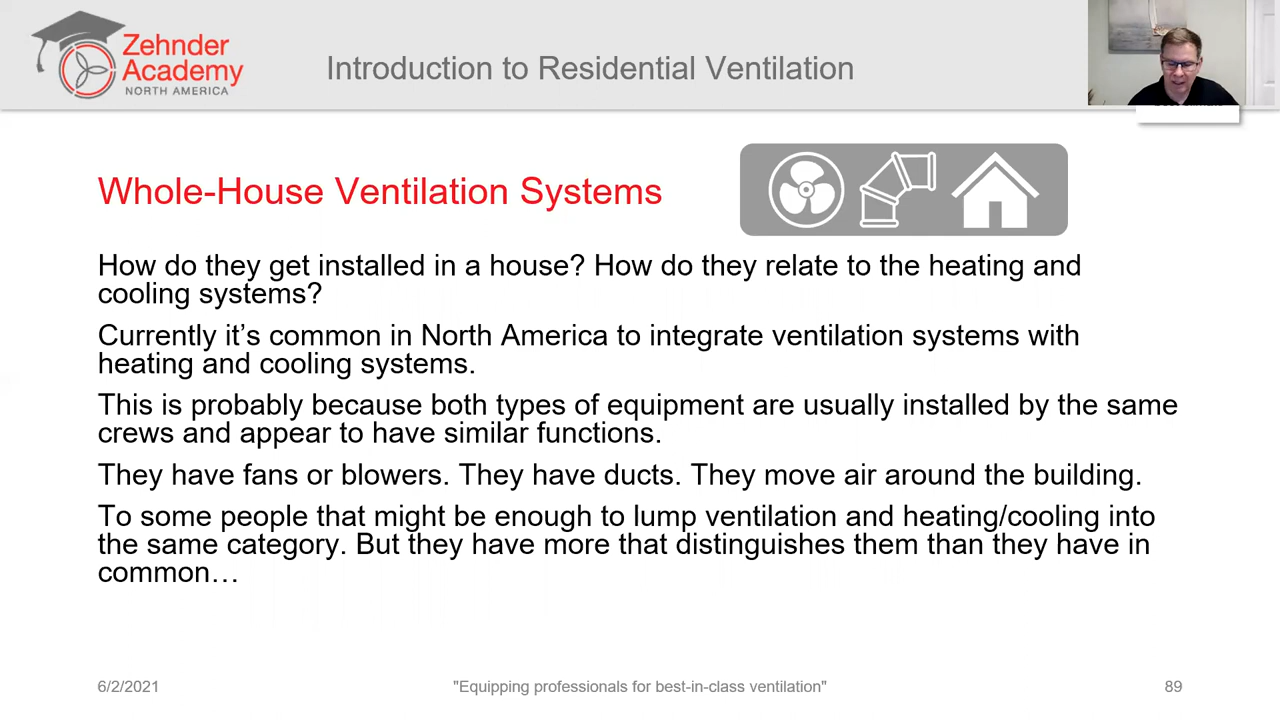 Zehnder
Academy
NORTH AMERICA
Introduction to Residential Ventilation
Whole-House Ventilation Systems
How do they get installed in a house? How do they relate to the heating and
cooling systems?
Currently it’s common in North America to integrate ventilation systems with
heating and cooling systems.
This is probably because both types of equipment are usually installed by the same
crews and appear to have similar functions.
They have fans or blowers. They have ducts. They move air around the building.
To some people that might be enough to lump ventilation and heating/cooling into
the same category. But they have more that distinguishes them than they have in
common…
6/2/2021
"Equipping professionals for best-in-class ventilation"
89